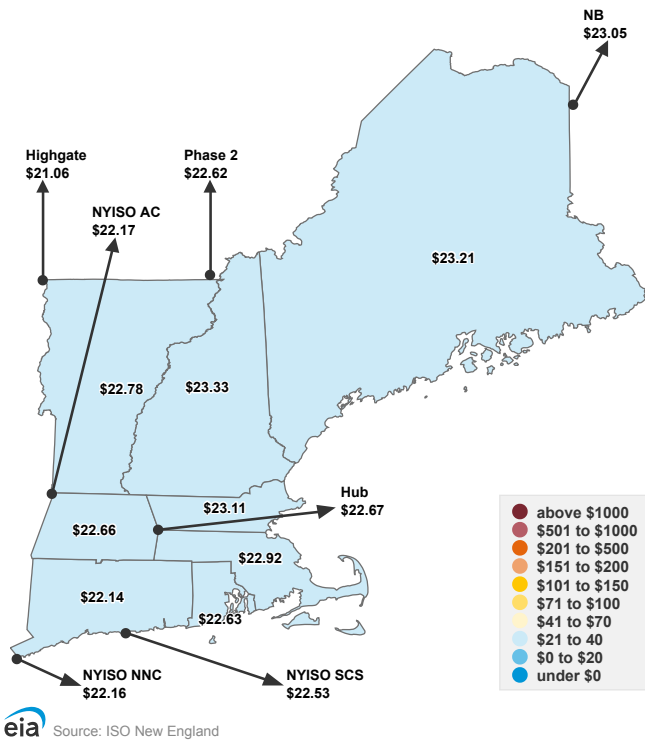 NB
$23.05
Highgate
$21.06
Phase 2
$22.62
NYISO AC
$22.17
$23.21
$22.78
$23.33
Hub
$22.67
$23.11
$22.66
$22.92
$22.14
$22.63
NYISO NNC
$22.16
NYISO SCS
$22.53
above $1000
$501 to $1000
$201 to $500
$151 to $200
$101 to $150
$71 to $100
$41 to $70
$21 to 40
$0 to $20
under $0
eia
Source: ISO New England